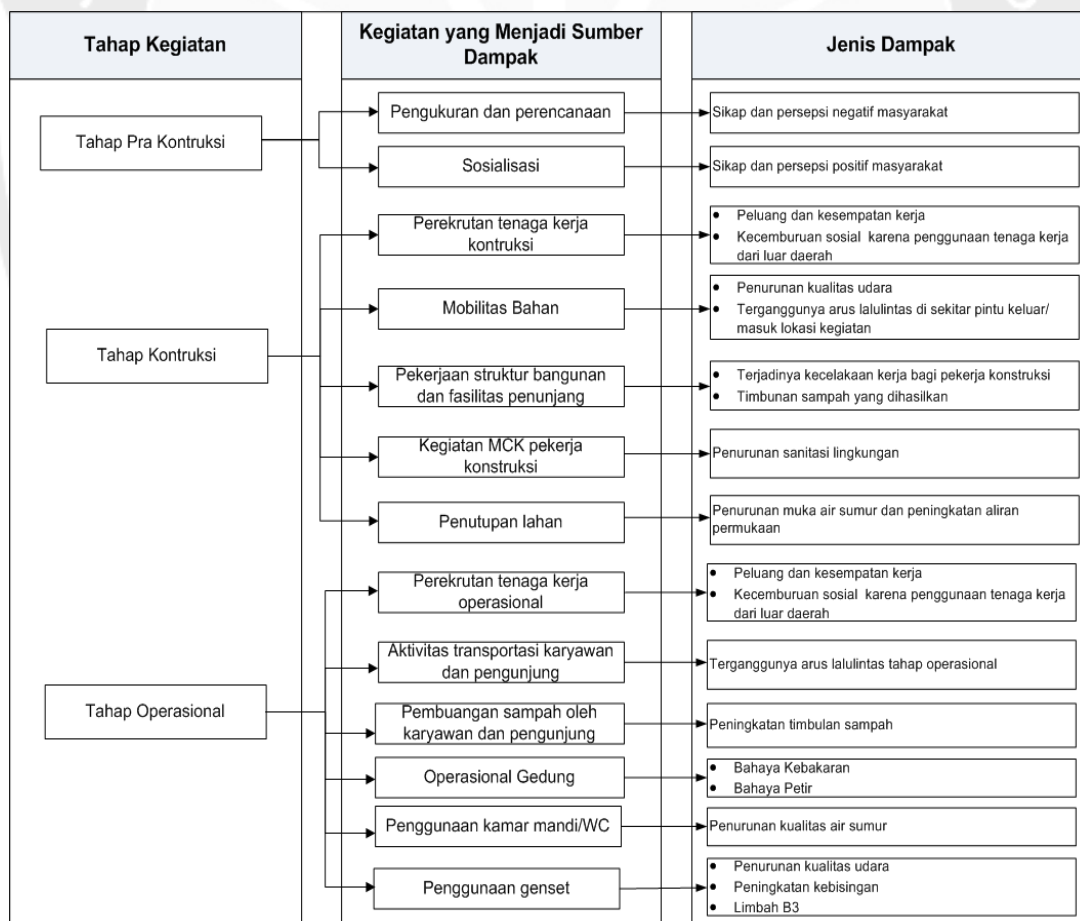 Tahap Kegiatan
Kegiatan yang Menjadi Sumber
Dampak
Jenis Dampak
Tahap Pra Kontruksi
Pengukuran dan perencanaan
Sikap dan persepsi negatif masyarakat
Sosialisasi
Sikap dan persepsi positif masyarakat
Tahap Kontruksi
Perekrutan tenaga kerja
kontruksi
• Peluang dan kesempatan kerja
• Kecemburuan sosial karena penggunaan tenaga kerja
dari luar daerah
Mobilitas Bahan
• Penurunan kualitas udara
• Terganggunya arus lalulintas di sekitar pintu keluar/
masuk lokasi kegiatan
Pekerjaan struktur bangunan
dan fasilitas penunjang
• Terjadinya kecelakaan kerja bagi pekerja konstruksi
• Timbunan sampah yang dihasilkan
Kegiatan MCK pekerja
konstruksi
Penurunan sanitasi lingkungan
Penutupan lahan
Penurunan muka air sumur dan peningkatan aliran
permukaan
Tahap Operasional
Perekrutan tenaga kerja
operasional
• Peluang dan kesempatan kerja
• Kecemburuan sosial karena penggunaan tenaga kerja
dari luar daerah
Aktivitas transportasi karyawan
dan pengunjung
Terganggunya arus lalulintas tahap operasional
Pembuangan sampah oleh
karyawan dan pengunjung
Peningkatan timbulan sampah
Operasional Gedung
• Bahaya Kebakaran
• Bahaya Petir
Penggunaan kamar mandi/WC
Penurunan kualitas air sumur
Penggunaan genset
• Penurunan kualitas udara
• Peningkatan kebisingan
• Limbah B3